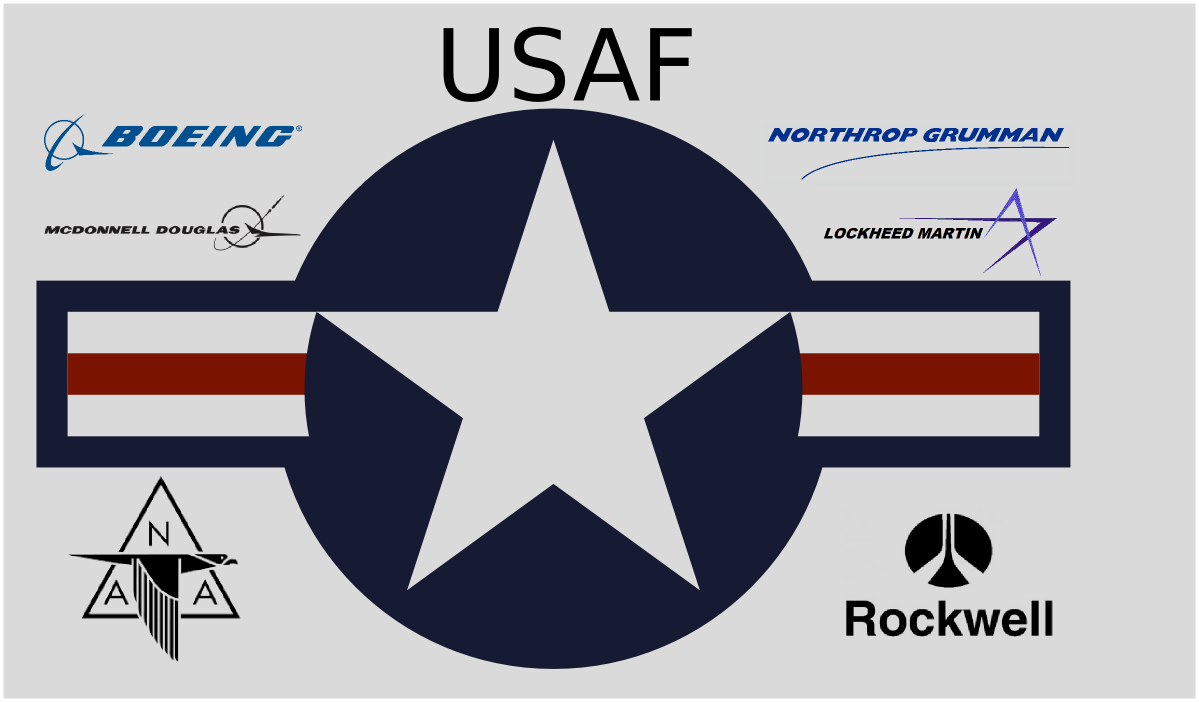 USAF
BOEING®
NORTHROP GRUMMAN
MCDONNELL DOUGLAS
LOCKHEED MARTIN
N
A A
Rockwell